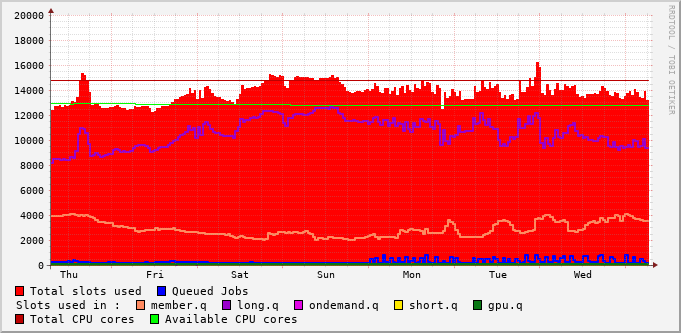 20000
18000
16000
14000
12000
10000
8000
6000
4000
2000
0
Thu Fri Sat Sun Mon Tue Wed
RRDTOOL / TOBI OETIKER
Total slots used Queued Jobs
Slots used in : member.q long.q ondemand.q short.q gpu.q
Total CPU cores Available CPU cores